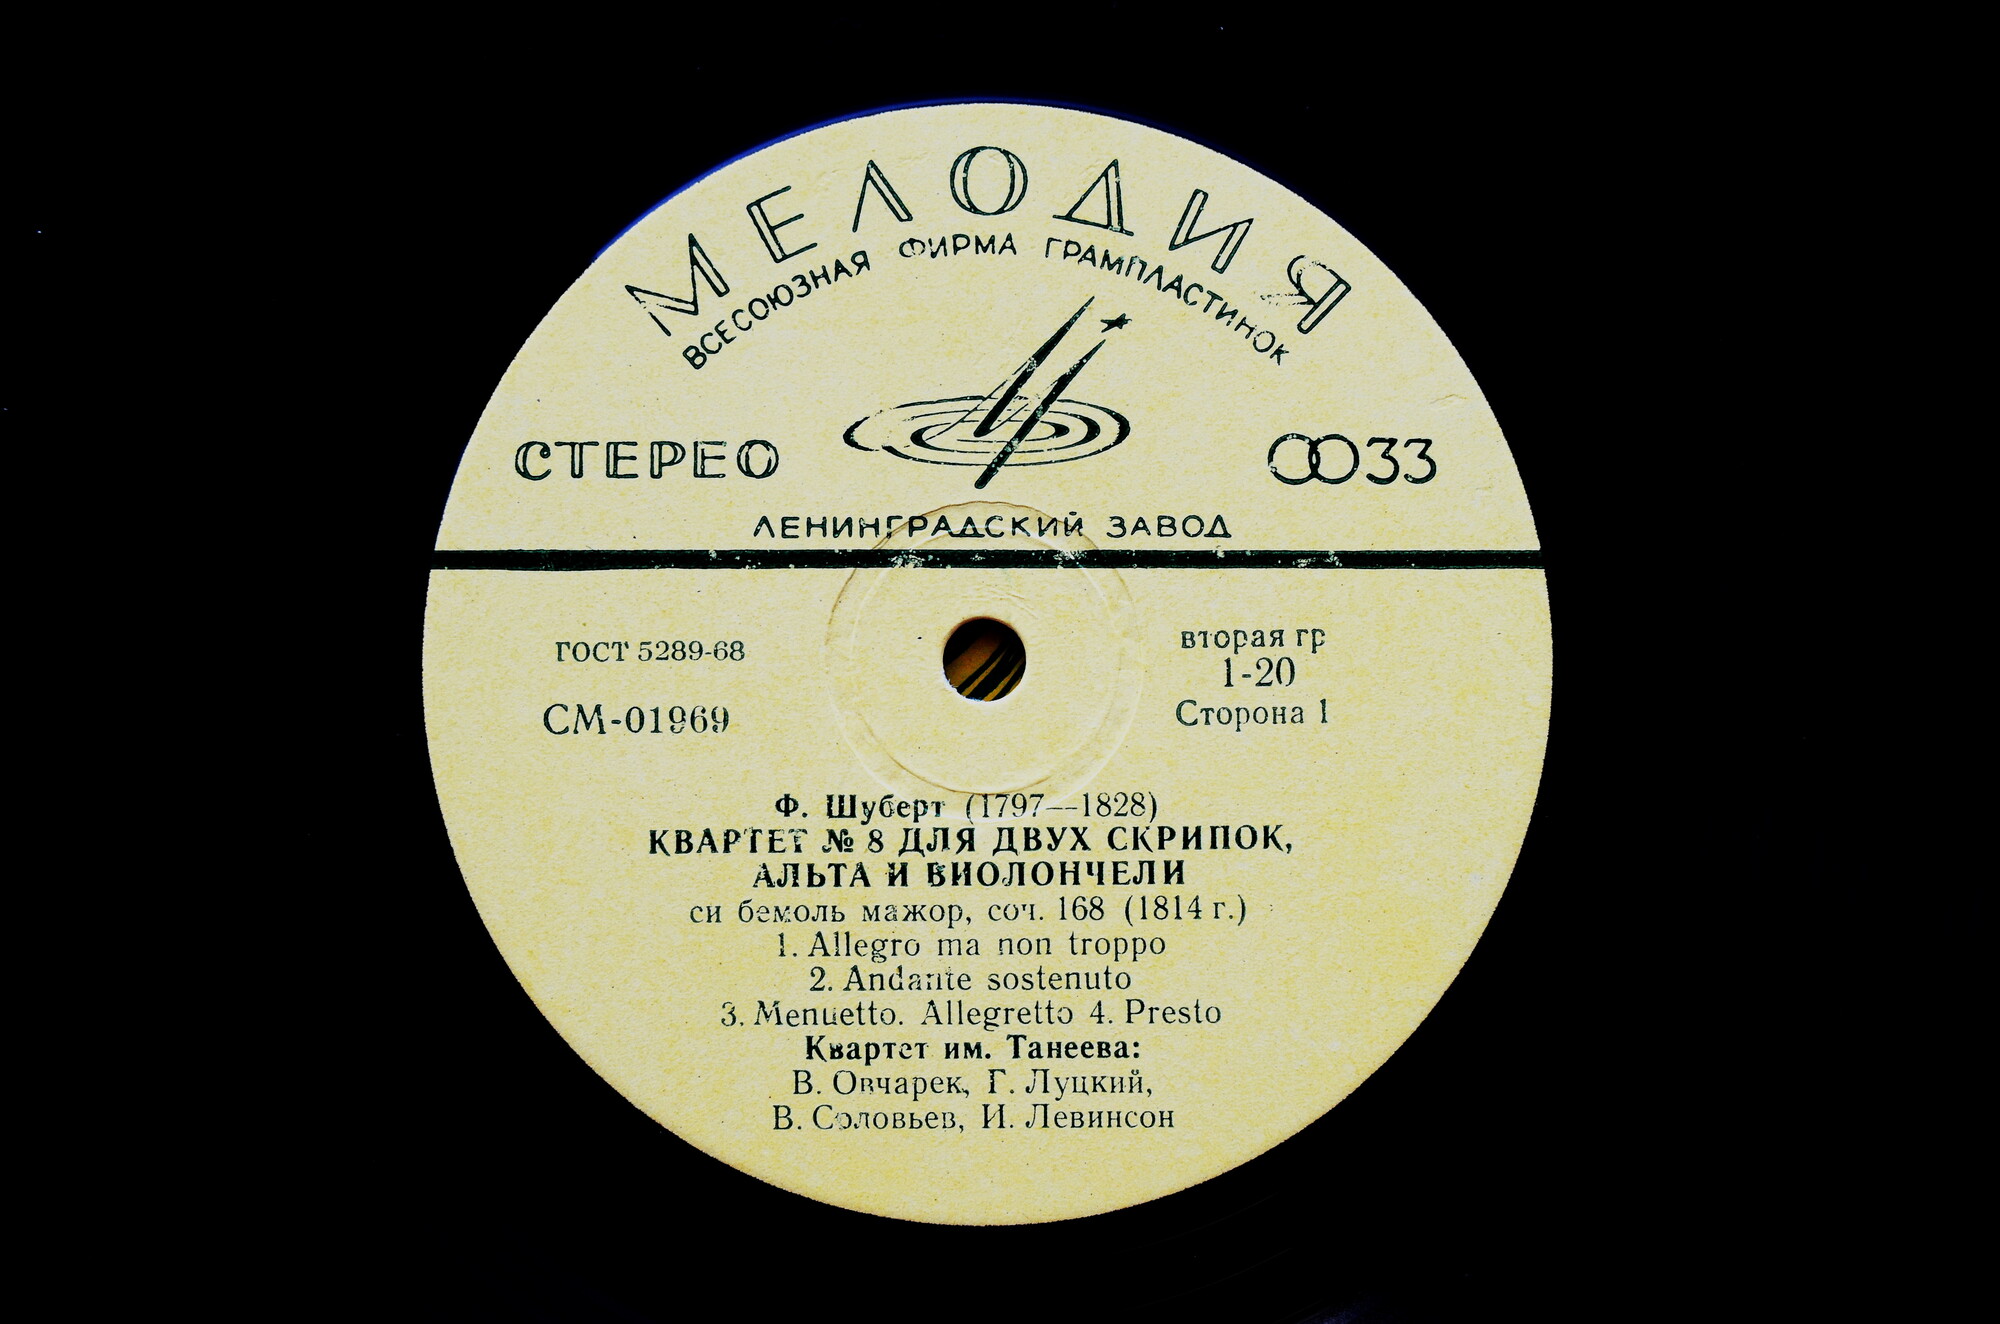 МЕЛОДИЯ
ВСЕСОЮЗНАЯ ФИРМА ГРАМПЛАСТИНОК
СТЕРЕО
33
ЛЕНИНГРАДСКИЙ ЗАВОД
ГОСТ 5289-68
СМ-01969
вторая гр
1-20
Сторона 1
Ф. Шуберт (1797—1828)
КВАРТЕТ № 8 ДЛЯ ДВУХ СКРИПОК,
АЛЬТА И ВИОЛОНЧЕЛИ
си бемоль мажор, соч. 168 (1814 г.)
1. Allegro ma non troppo
2. Andante sostenuto
3. Menuetto. Allegretto 4. Presto
Квартет им. Танеева:
В. Овчарек, Г. Луцкий,
В. Соловьев, И. Левинсон